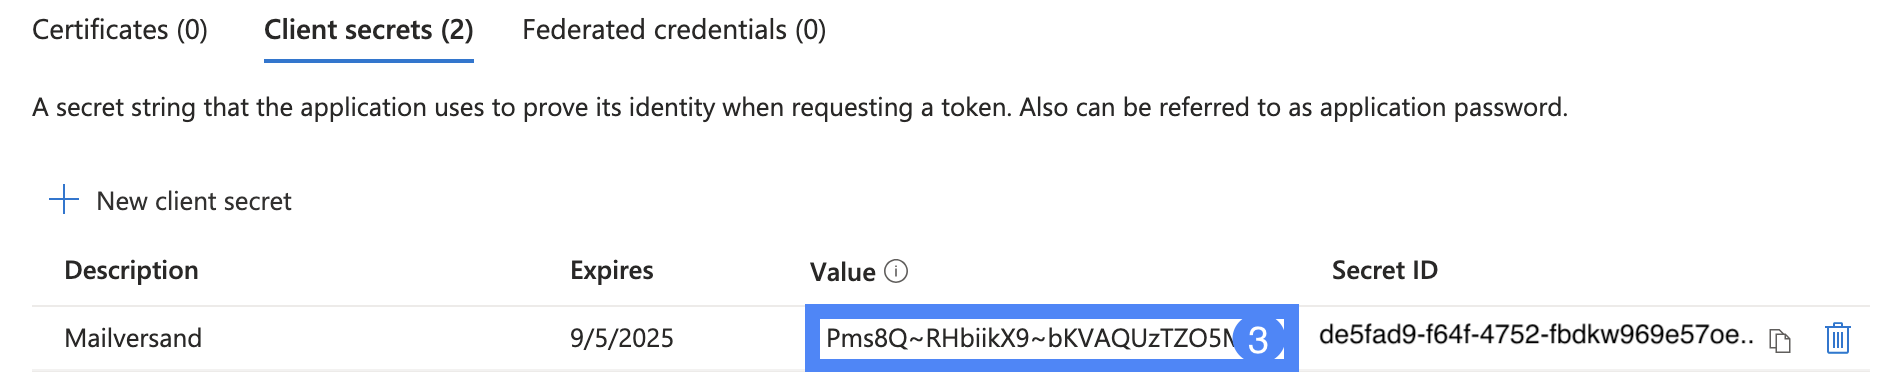 Certificates (0) Client secrets (2) Federated credentials (0)
A secret string that the application uses to prove its identity when requesting a token. Also can be referred to as application password.
New client secret
Description Expires Value Secret ID
Mailversand 9/5/2025 Pms8Q~RHbiikX9~bKVAQUzTZO5 3 de5fad9-f64f-4752-fbdkw969e57oe..